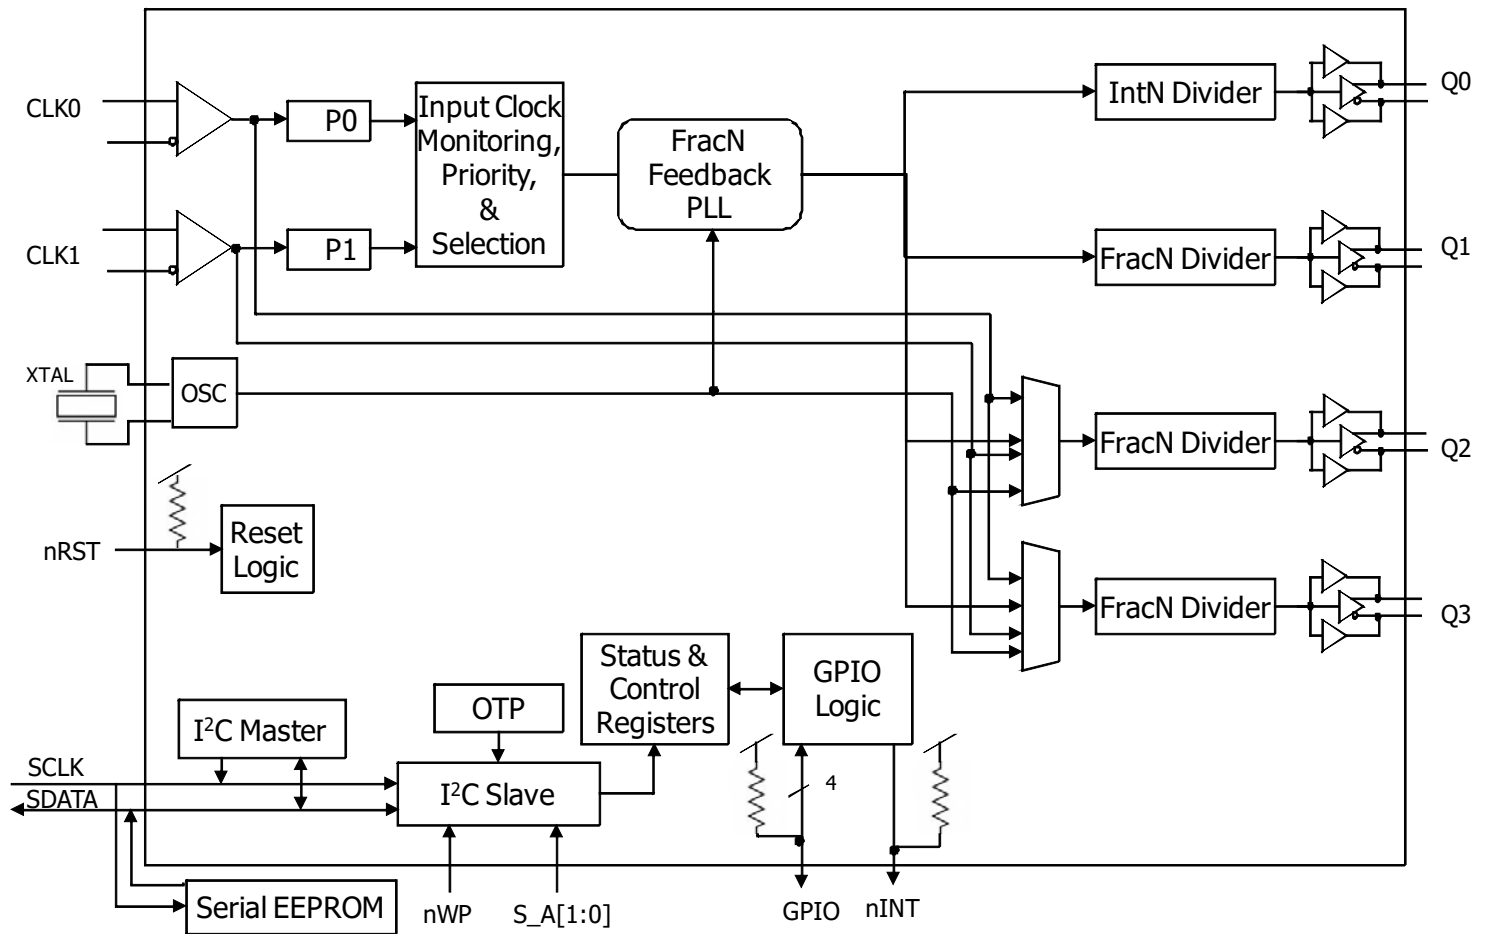 CLK0
P0
Input Clock
Monitoring,
Priority,
&
Selection
FracN
Feedback
PLL
IntN Divider
Q0
CLK1
P1
FracN Divider
Q1
XTAL
OSC
FracN Divider
Q2
nRST
Reset
Logic
FracN Divider
Q3
Status &
Control
Registers
GPIO
Logic
OTP
I²C Master
SCLK
SDATA
I²C Slave
4
Serial EEPROM
nWP
S_A[1:0]
GPIO
nINT